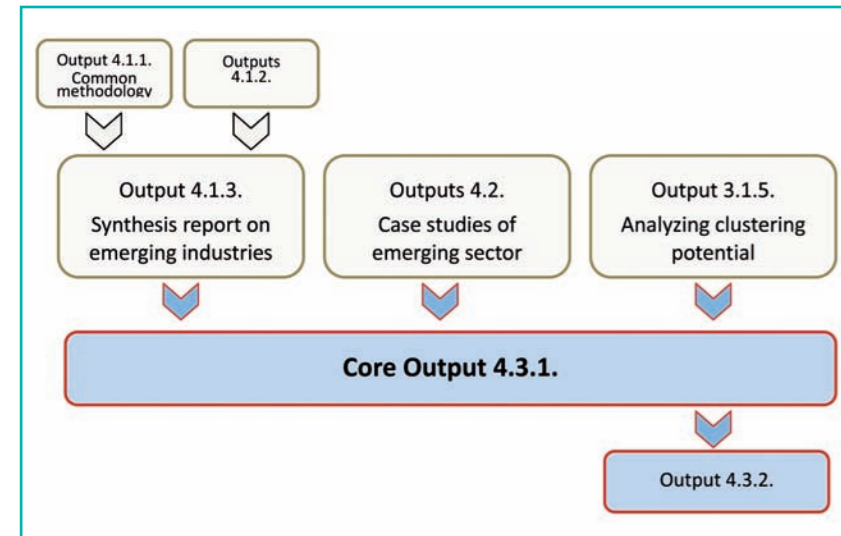 Output 4.1.1.
Common
methodology
Outputs
4.1.2.
Output 4.1.3.
Synthesis report on
emerging industries
Outputs 4.2.
Case studies of
emerging sector
Output 3.1.5.
Analyzing clustering
potential
Core Output 4.3.1.
Output 4.3.2.